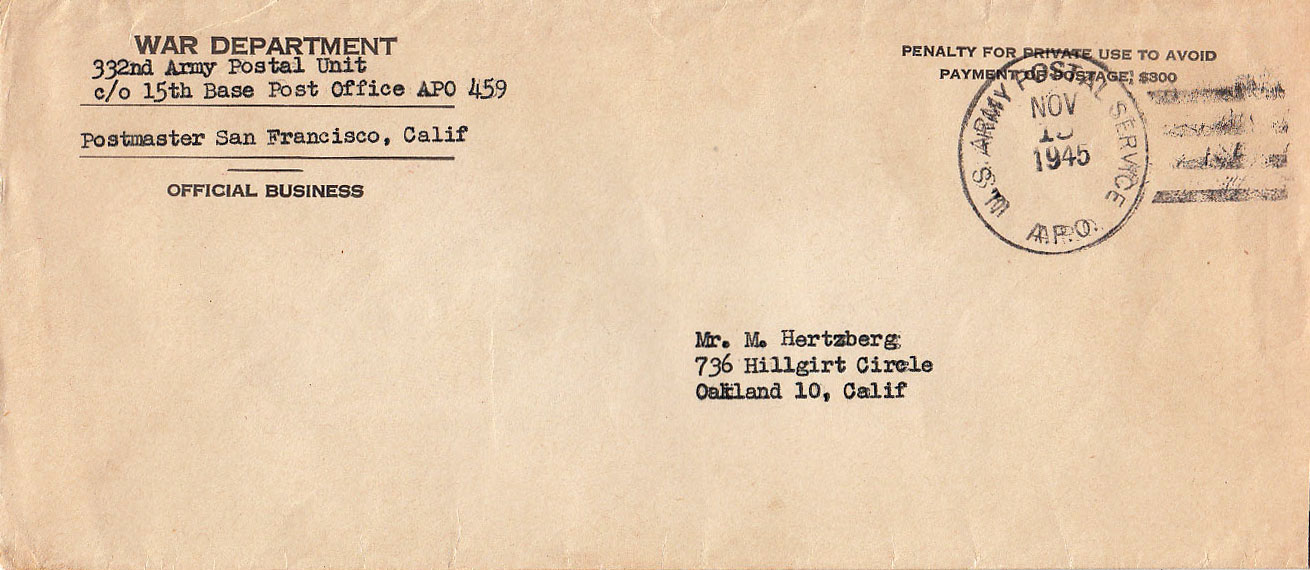 WAR DEPARTMENT
332nd Army Postal Unit
c/o 15th Base Post Office APO 459
Postmaster San Francisco, Calif
OFFICIAL BUSINESS
PENALTY FOR PRIVATE USE TO AVOID
PAYMENT OF POSTAGE, $300
U.S. ARMY POSTAL SERVICE
NOV
1945
A.P.O.
Mr. M. Hertzberg
736 Hillgirt Circle
Oakland 10, Calif